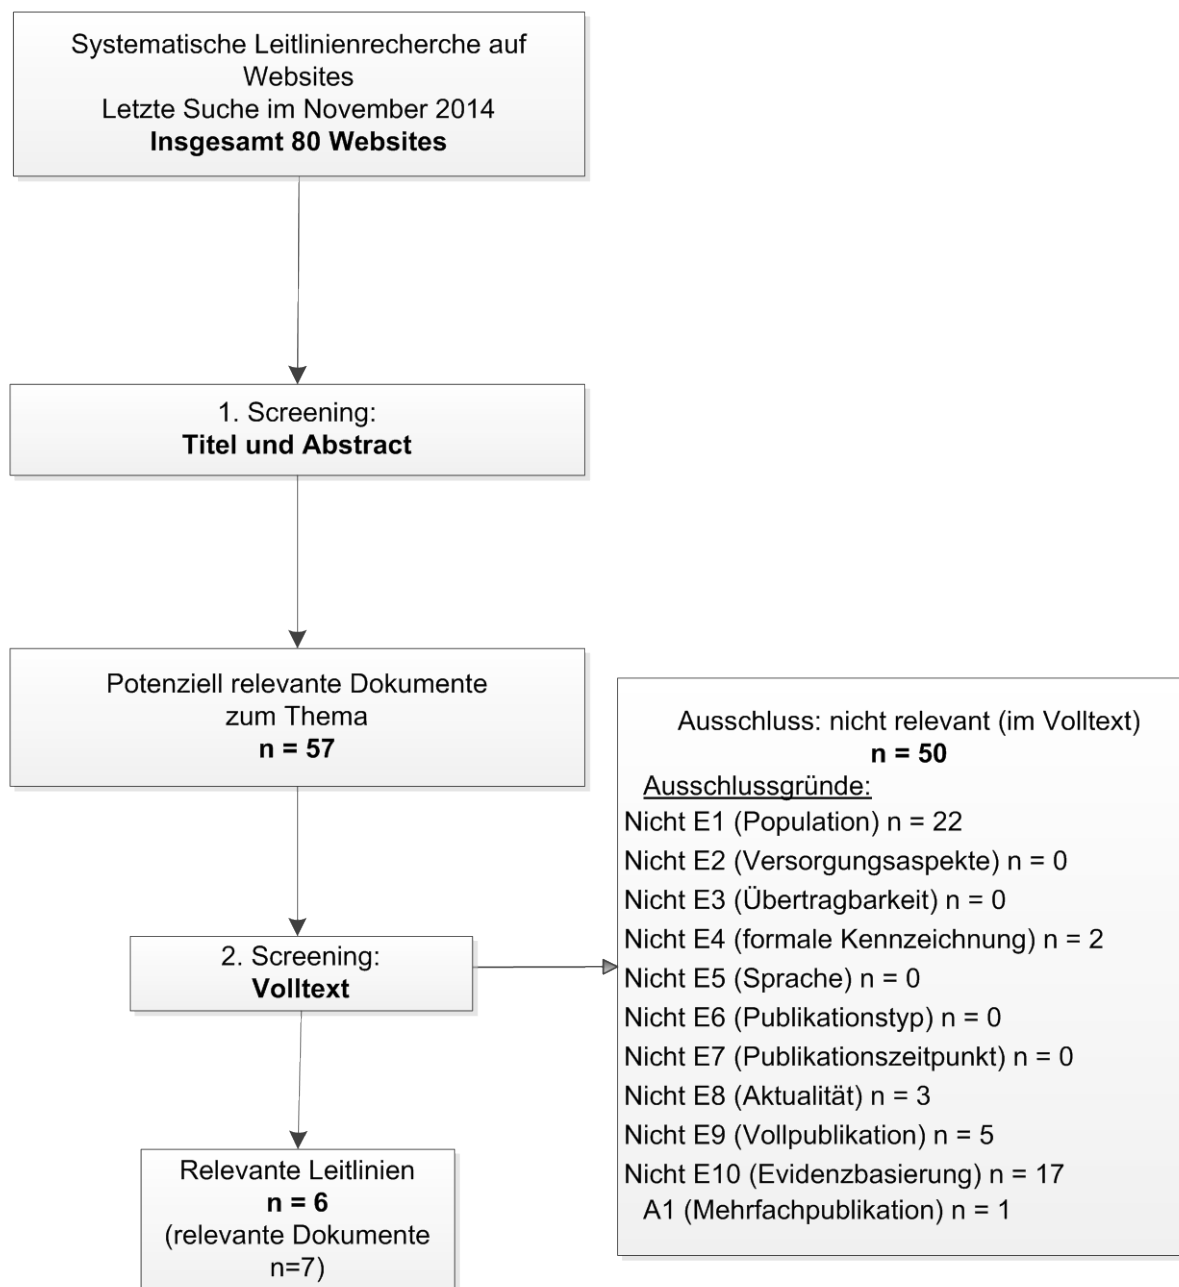 Systematische Leitlinienrecherche auf
Websites
Letzte Suche im November 2014
Insgesamt 80 Websites
1. Screening:
Titel und Abstract
Potenziell relevante Dokumente
zum Thema
n = 57
2. Screening:
Volltext
Ausschluss: nicht relevant (im Volltext)
n = 50
Ausschlussgründe:
Nicht E1 (Population) n = 22
Nicht E2 (Versorgungsaspekte) n = 0
Nicht E3 (Übertragbarkeit) n = 0
Nicht E4 (formale Kennzeichnung) n = 2
Nicht E5 (Sprache) n = 0
Nicht E6 (Publikationstyp) n = 0
Nicht E7 (Publikationszeitpunkt) n = 0
Nicht E8 (Aktualität) n = 3
Nicht E9 (Vollpublikation) n = 5
Nicht E10 (Evidenzbasierung) n = 17
A1 (Mehrfachpublikation) n = 1
Relevante Leitlinien
n = 6
(relevante Dokumente
n=7)